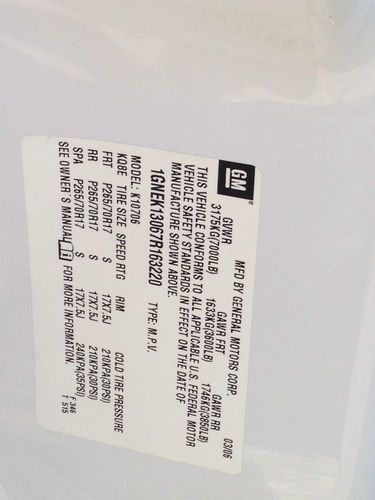 GM MFD BY GENERAL MOTORS CORP. 03/06
GVWR GAWR FRT GAWR RR
3175KG(7000LB) 1633KG(3600LB) 1746KG(3850LB)
THIS VEHICLE CONFORMS TO ALL APPLICABLE U.S. FEDERAL MOTOR
VEHICLE SAFETY STANDARDS IN EFFECT ON THE DATE OF
MANUFACTURE SHOWN ABOVE.
1GNEK13067R163220 TYPE: M.P.V.
MODEL: K10706
KQ8E TIRE SIZE SPEED RTG RIM COLD TIRE PRESSURE
FRT P265/70R17 S 17X7.5J 210KPA(30PSI)
RR P265/70R17 S 17X7.5J 210KPA(30PSI)
SPA P265/70R17 S 17X7.5J 240KPA(35PSI)
SEE OWNER'S MANUAL FOR MORE INFORMATION. F 346
T 515